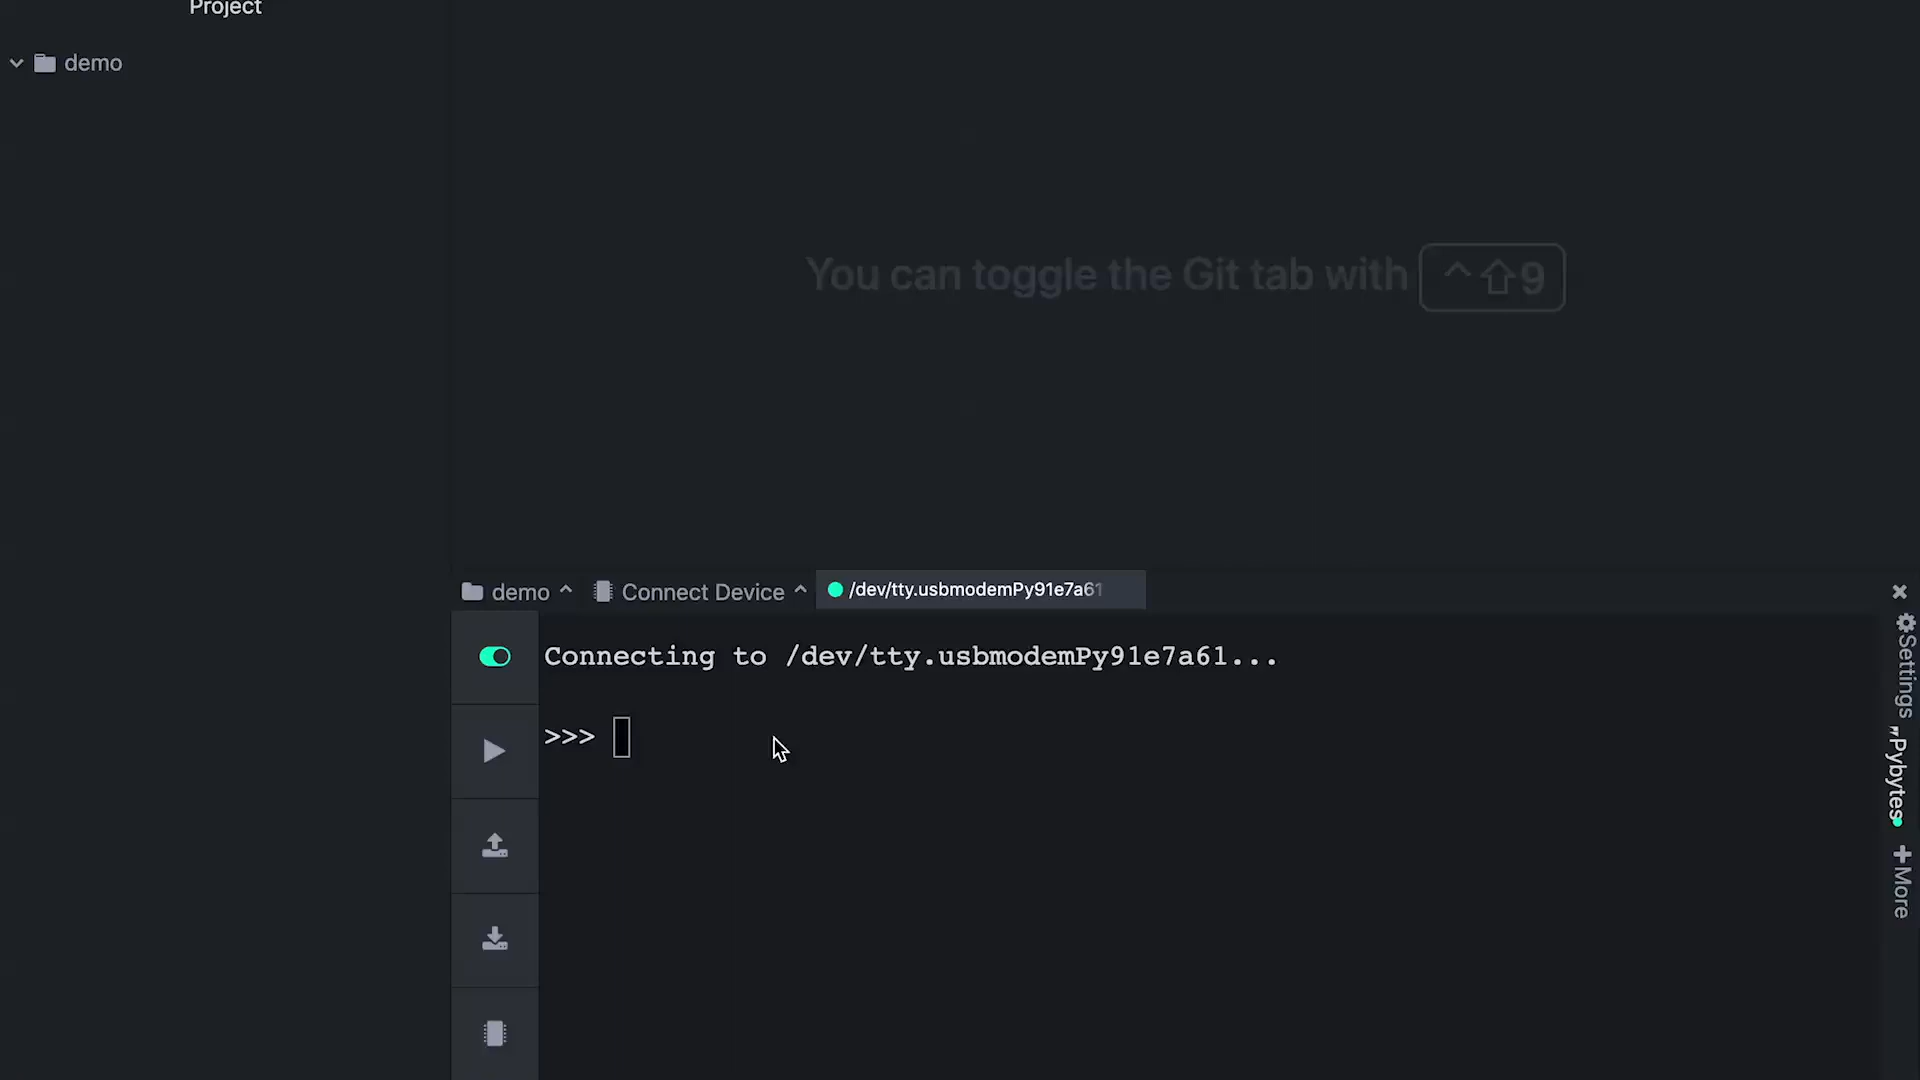 Project
demo
You can toggle the Git tab with ^⇧9
demo
Connect Device
/dev/tty.usbmodemPy91e7a61
Connecting to /dev/tty.usbmodemPy91e7a61...
>>>
Settings
Pybytes
+More